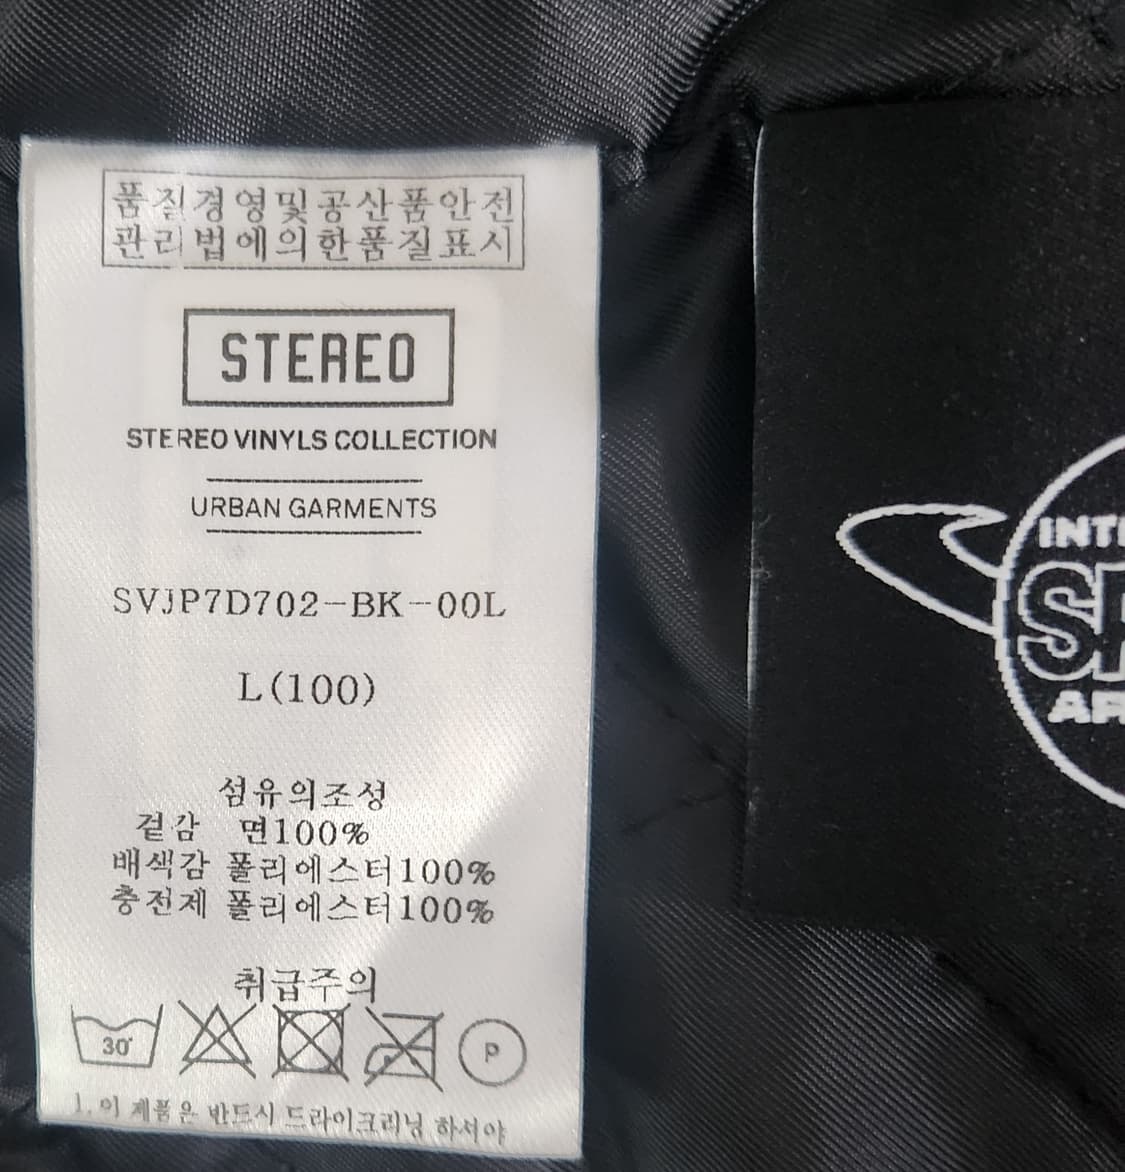 품질경영및공산품안전
관리법에의한품질표시
STEREO
STEREO VINYLS COLLECTION
URBAN GARMENTS
SVJP7D702-BK-00L
L(100)
섬유의조성
겉감 면100%
배색감 폴리에스터100%
충전제 폴리에스터100%
취급주의
30°
P
1. 이 제품은 반드시 드라이크리닝 하셔야